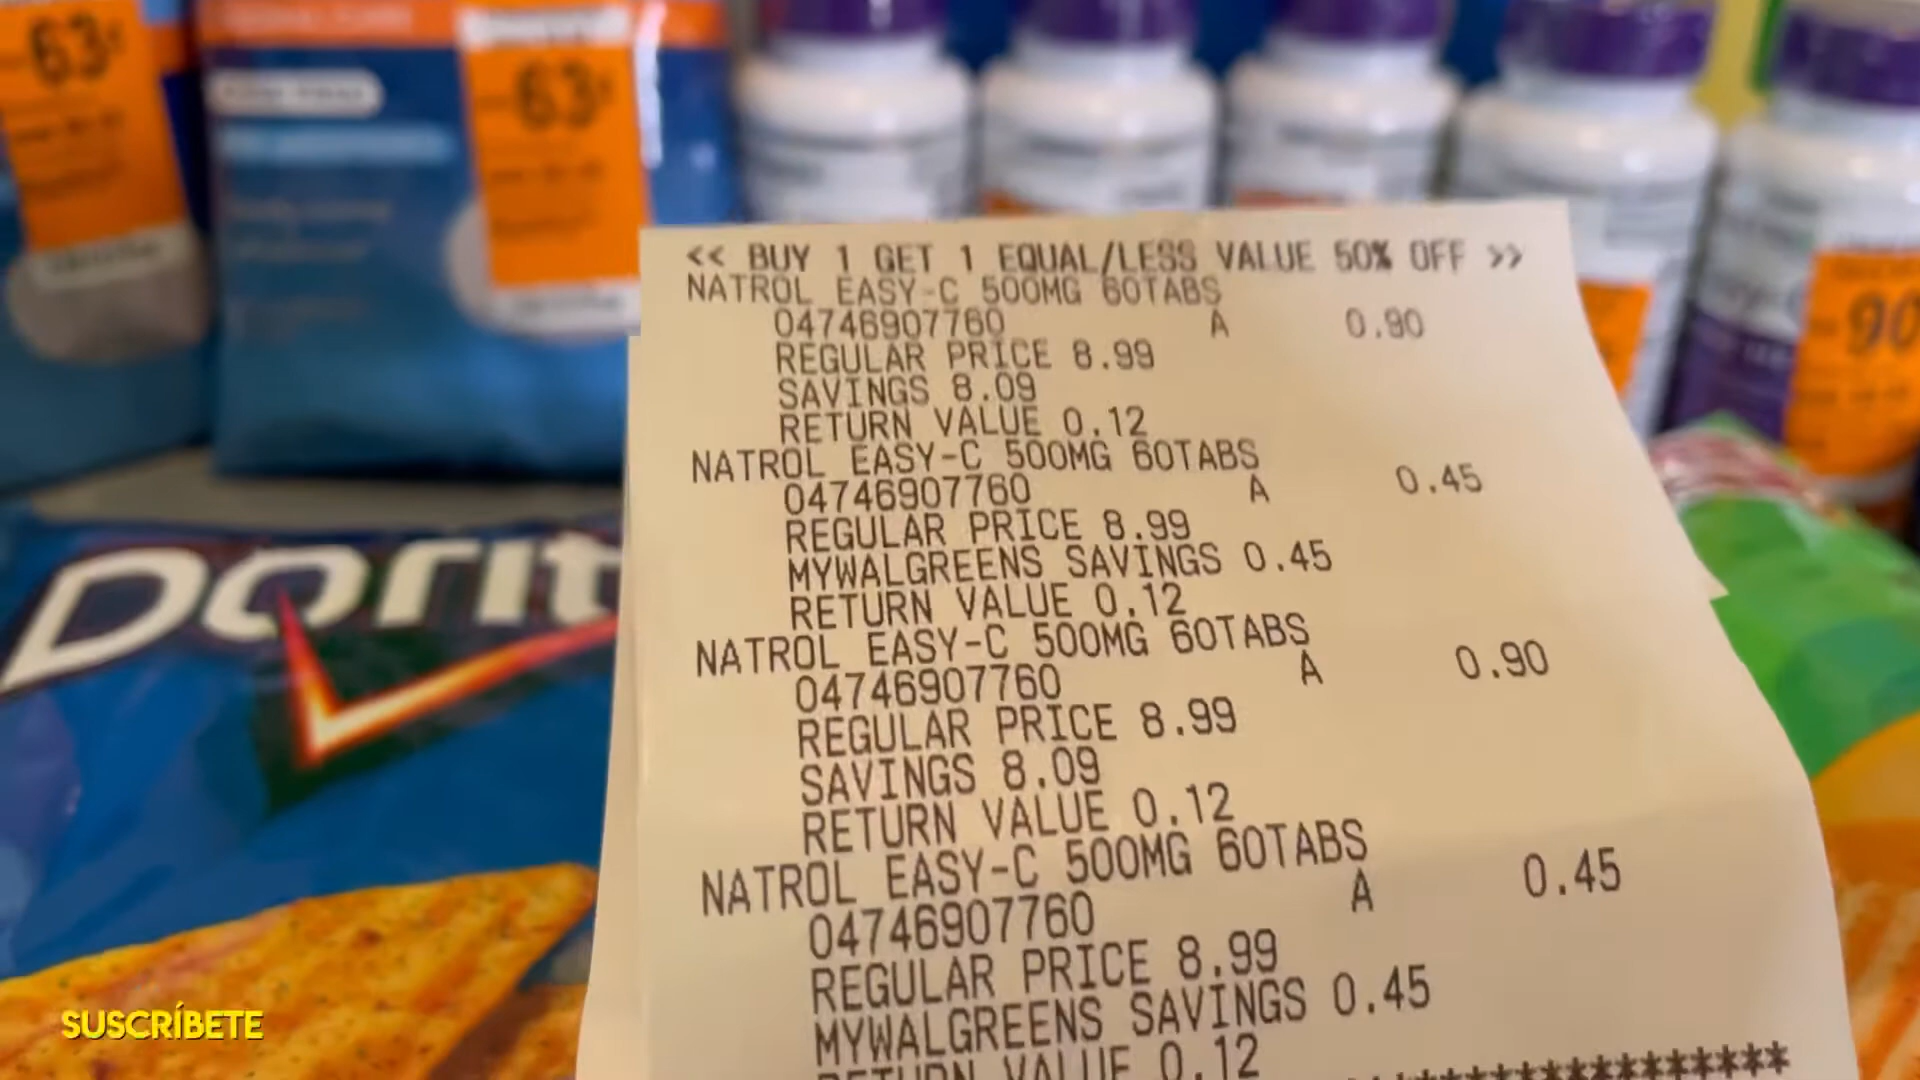 63¢
63¢
<< BUY 1 GET 1 EQUAL/LESS VALUE 50% OFF >>
NATROL EASY-C 500MG 60TABS
04746907760 A 0.90
REGULAR PRICE 8.99
SAVINGS 8.09
RETURN VALUE 0.12
NATROL EASY-C 500MG 60TABS
04746907760 A 0.45
REGULAR PRICE 8.99
MYWALGREENS SAVINGS 0.45
RETURN VALUE 0.12
NATROL EASY-C 500MG 60TABS
04746907760 A 0.90
REGULAR PRICE 8.99
SAVINGS 8.09
RETURN VALUE 0.12
NATROL EASY-C 500MG 60TABS
04746907760 A 0.45
REGULAR PRICE 8.99
MYWALGREENS SAVINGS 0.45
RETURN VALUE 0.12
90
Dorit
SUSCRÍBETE